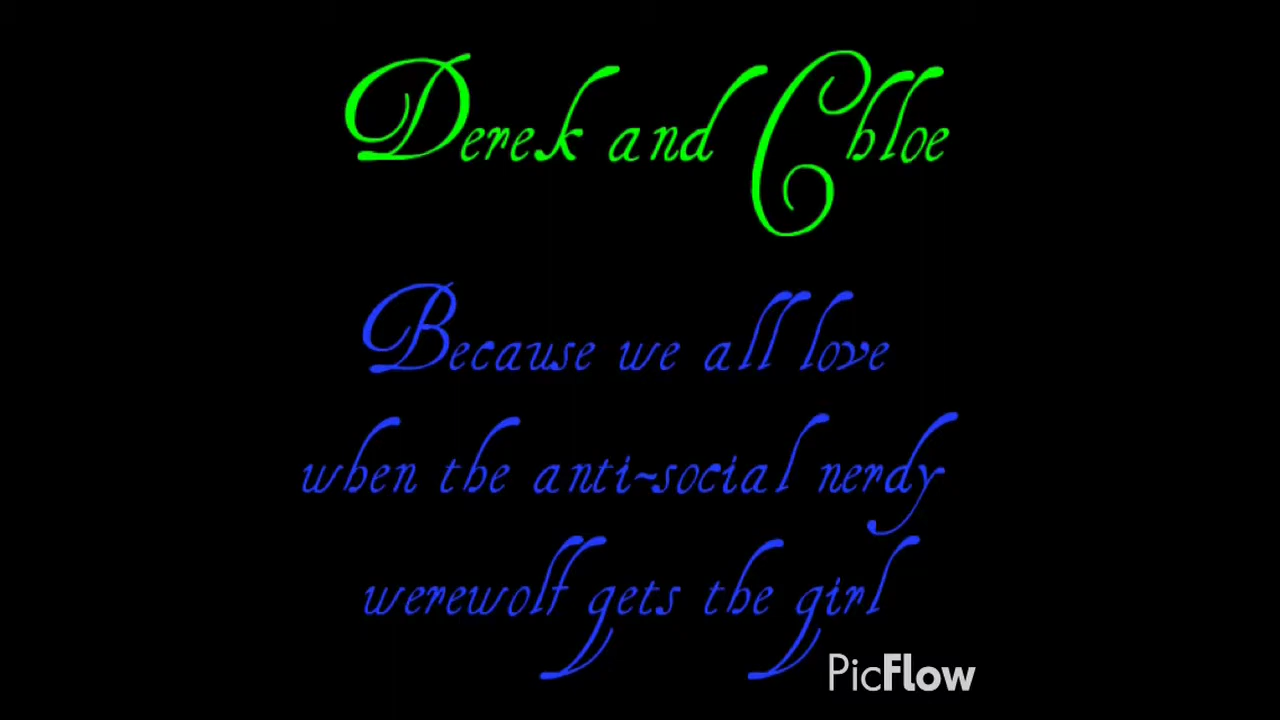 Derek and Chloe
Because we all love
when the anti-social nerdy
werewolf gets the girl
PicFlow